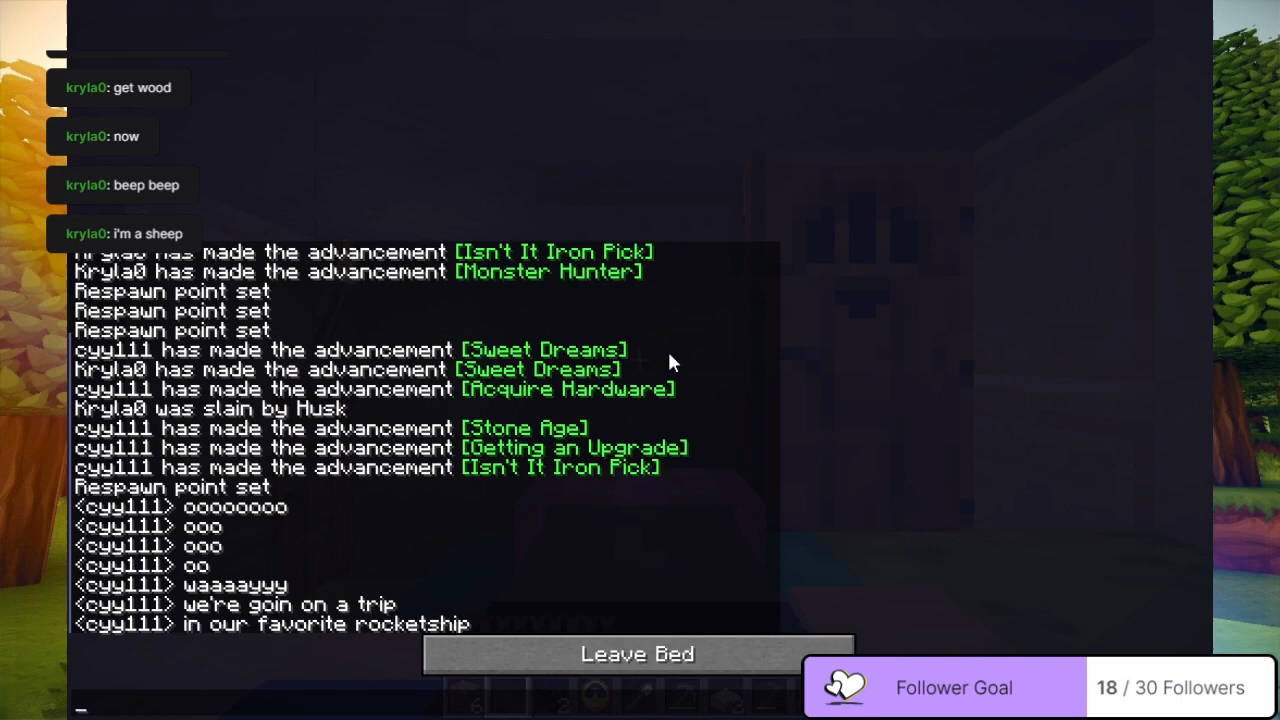 kryla0: get wood
kryla0: now
kryla0: beep beep
kryla0: i'm a sheep
Kryla0 has made the advancement [Isn't It Iron Pick]
Kryla0 has made the advancement [Monster Hunter]
Respawn point set
Respawn point set
Respawn point set
cyy111 has made the advancement [Sweet Dreams]
Kryla0 has made the advancement [Sweet Dreams]
cyy111 has made the advancement [Acquire Hardware]
Kryla0 was slain by Husk
cyy111 has made the advancement [Stone Age]
cyy111 has made the advancement [Getting an Upgrade]
cyy111 has made the advancement [Isn't It Iron Pick]
Respawn point set
<cyy111> oooooooo
<cyy111> ooo
<cyy111> ooo
<cyy111> oo
<cyy111> waaaayyy
<cyy111> we're goin on a trip
<cyy111> in our favorite rocketship
Leave Bed
6 2 3
_
Follower Goal 18 / 30 Followers